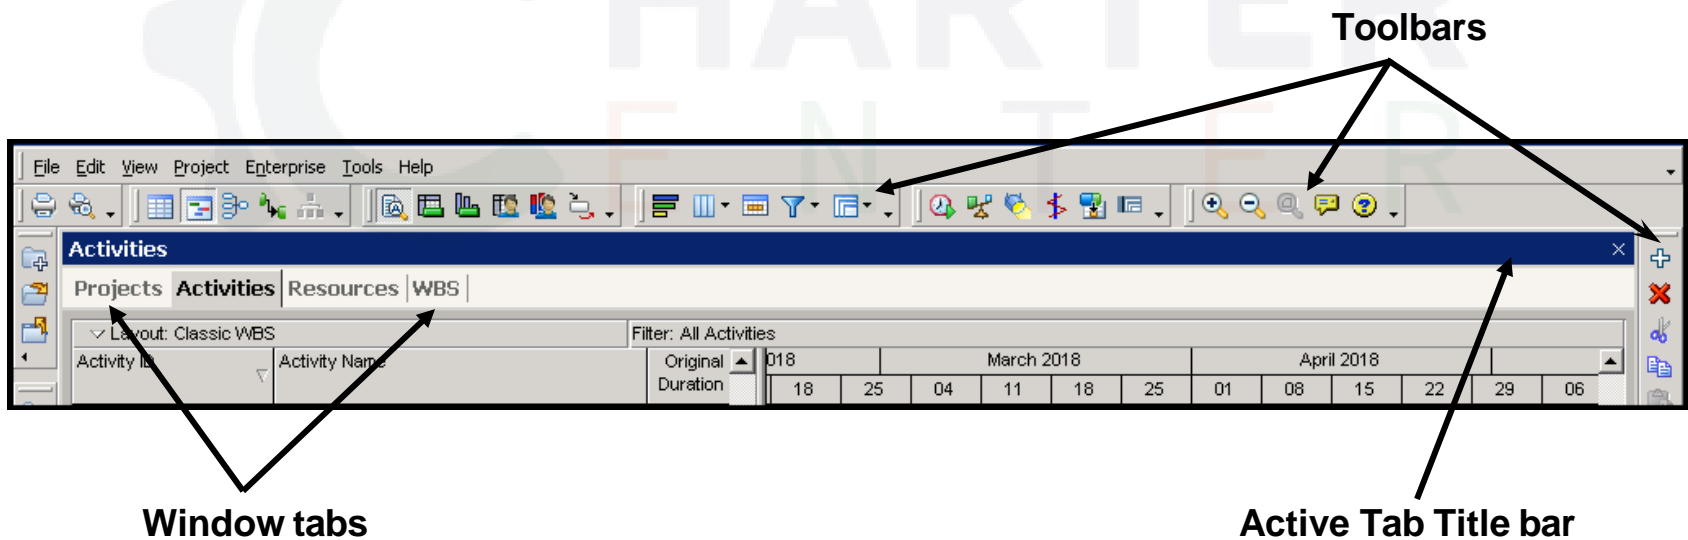 HARTER
ENTER
Toolbars
File Edit View Project Enterprise Tools Help
Activities
Projects Activities Resources WBS
Layout: Classic WBS Filter: All Activities
Activity ID Activity Name Original Duration 018 March 2018 April 2018
18 25 04 11 18 25 01 08 15 22 29 06
Window tabs Active Tab Title bar